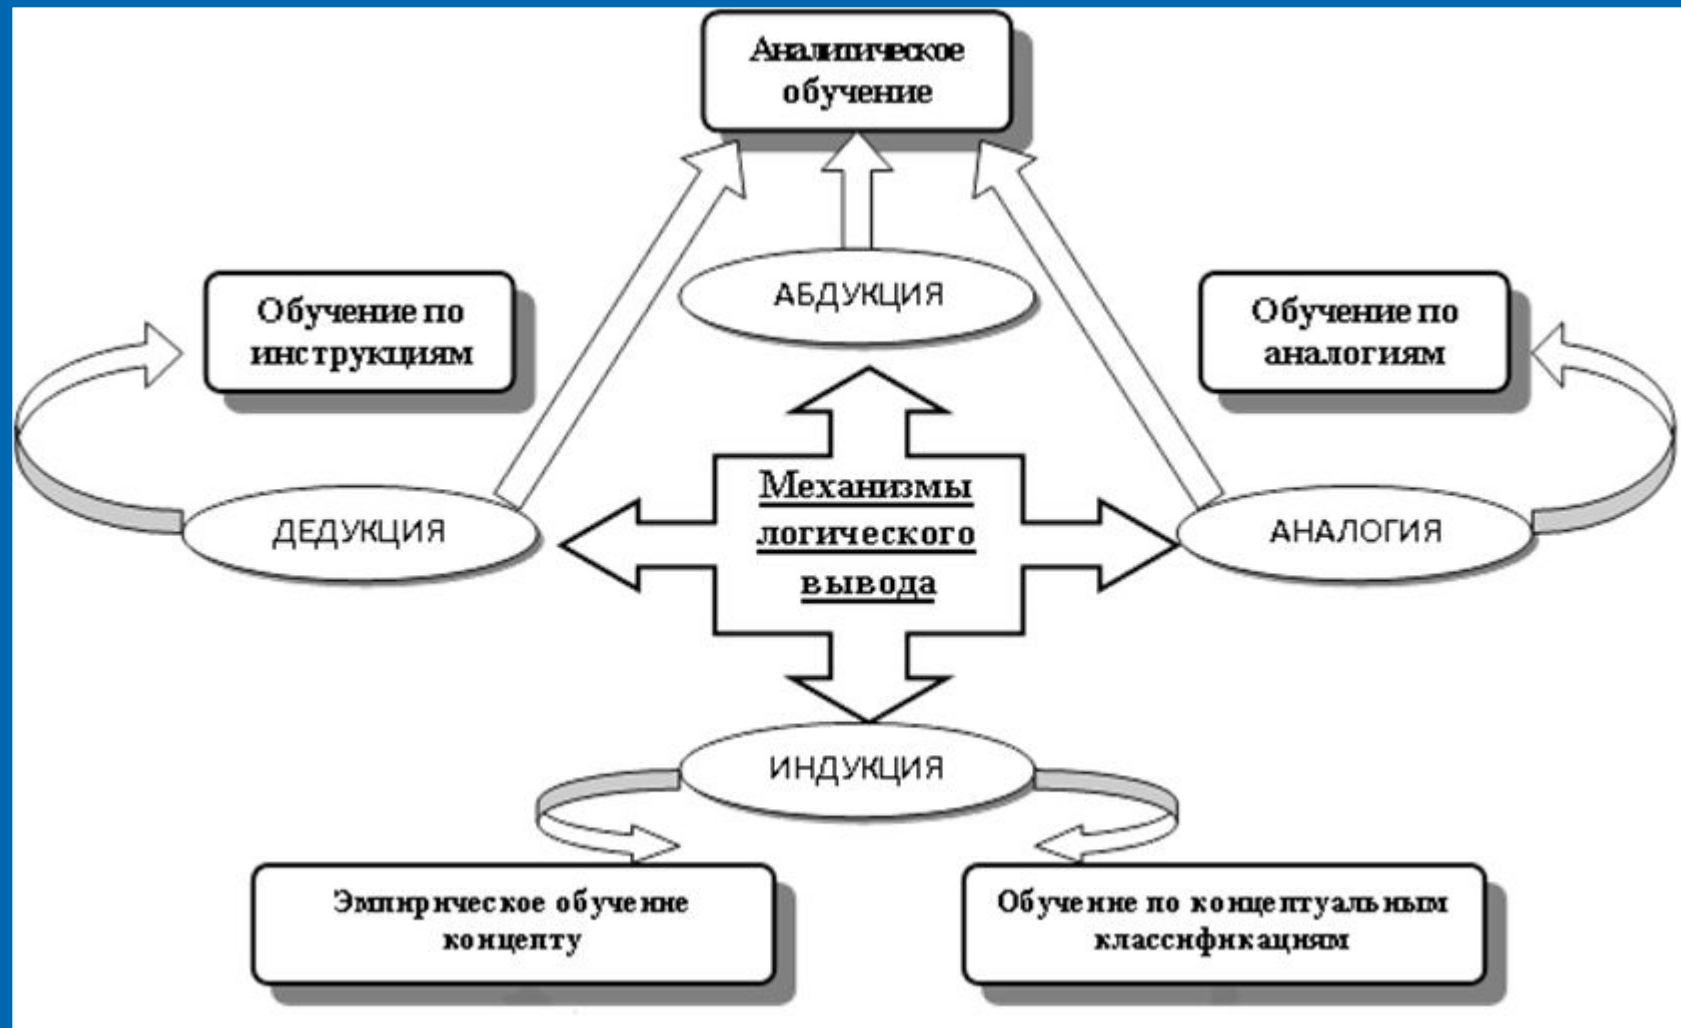 Аналитическое
обучение
АБДУКЦИЯ
Обучение по
инструкциям
Обучение по
аналогиям
ДЕДУКЦИЯ
Механизмы
логического
вывода
АНАЛОГИЯ
ИНДУКЦИЯ
Эмпирическое обучение
концепту
Обучение по концептуальным
классификациям